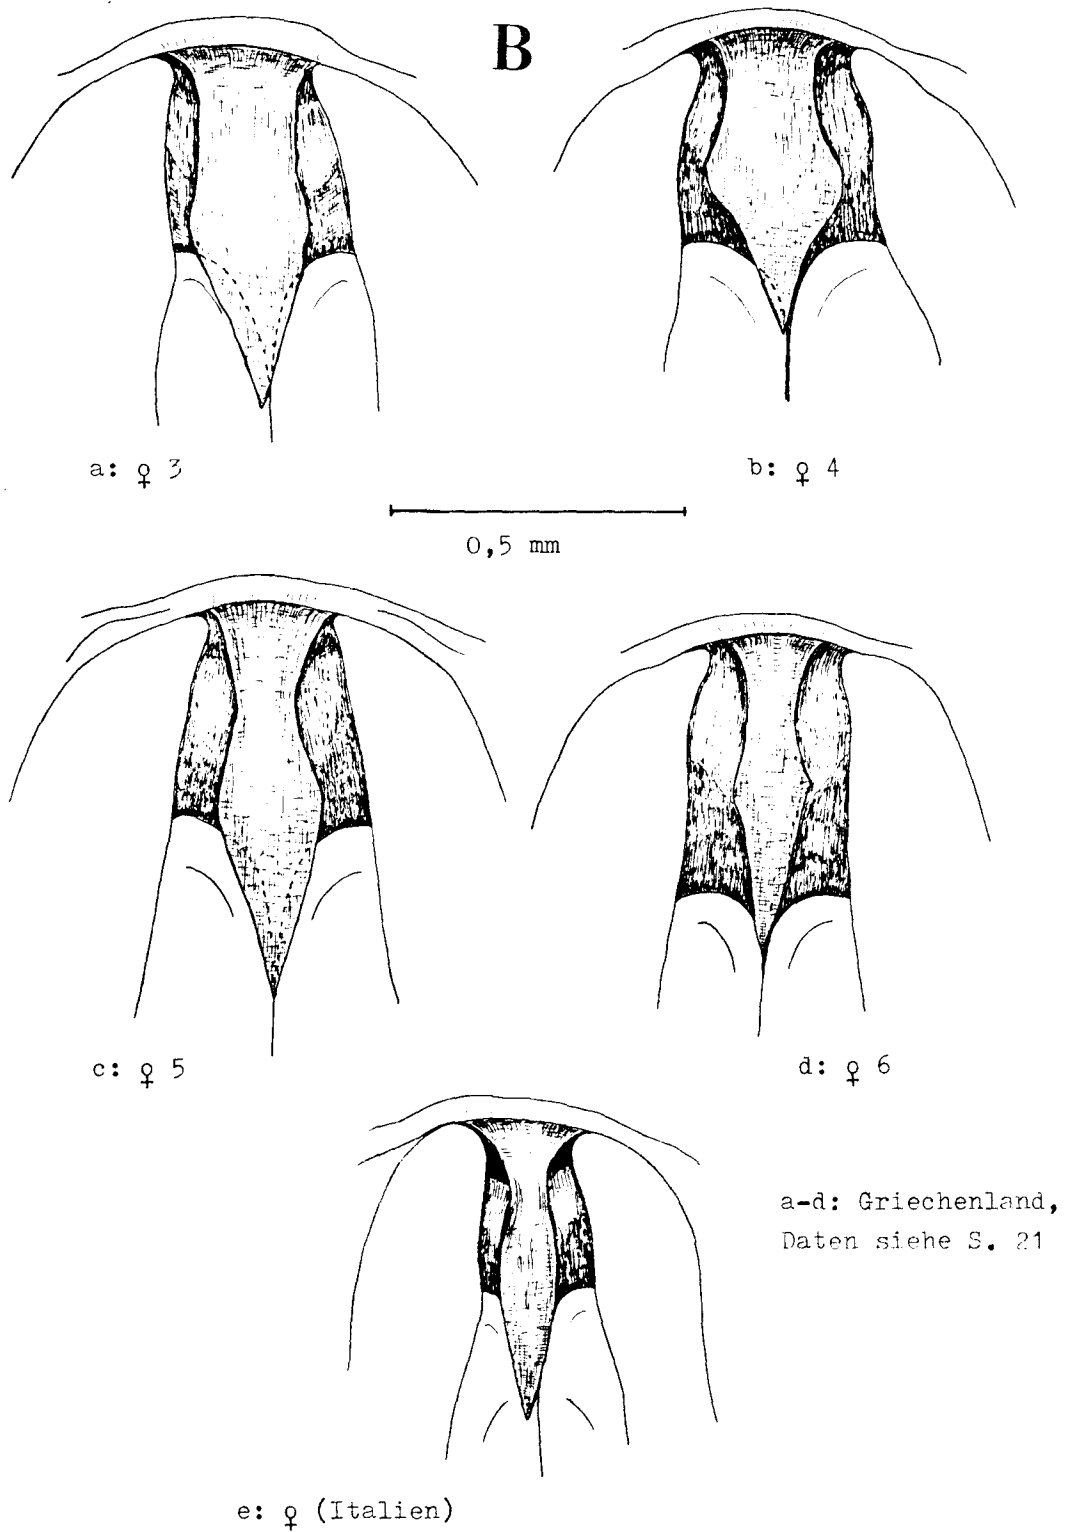 B
a: ♀ 3
b: ♀ 4
0,5 mm
c: ♀ 5
d: ♀ 6
a-d: Griechenland,
Daten siehe S. 21
e: ♀ (Italien)